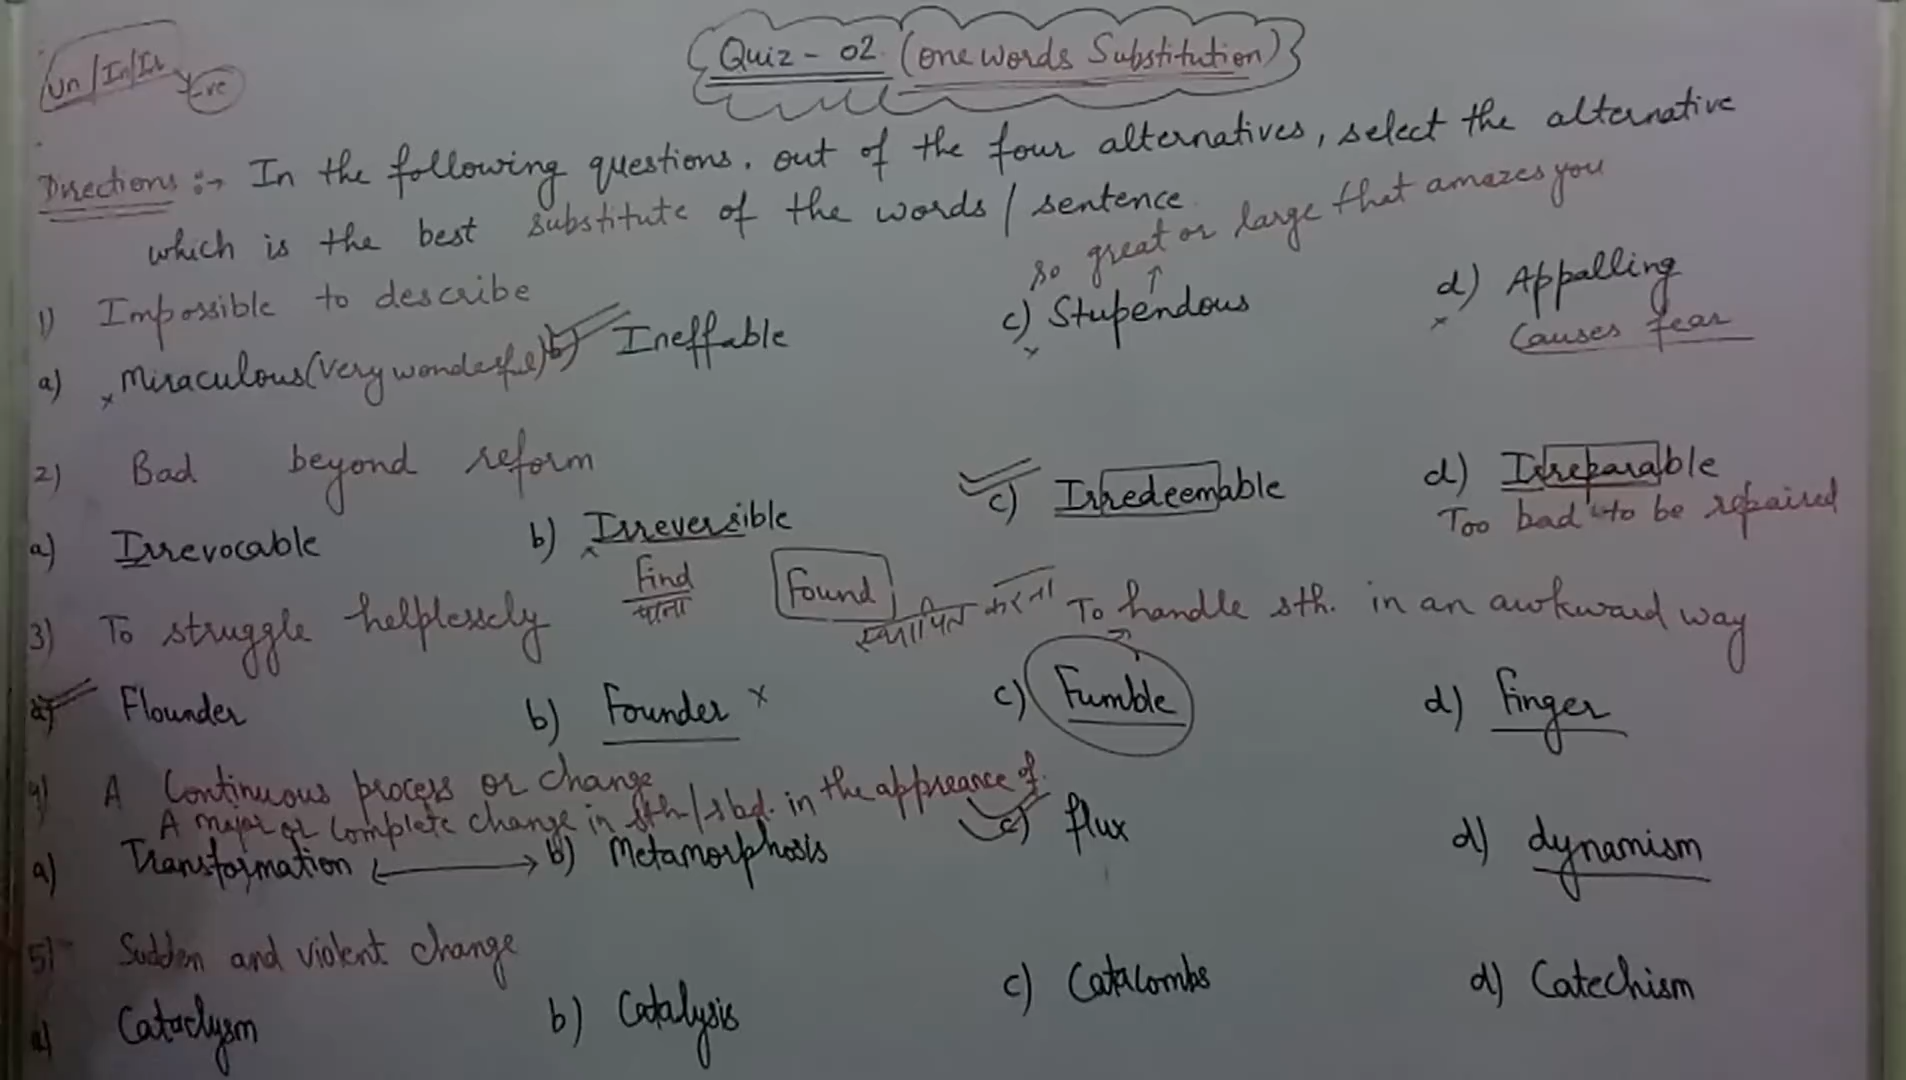 Quiz - 02 (one words Substitution)
Un/In/Ir
-ve
Directions :→ In the following questions, out of the four alternatives, select the alternative
which is the best substitute of the words / sentence
so great or large that amazes you
1) Impossible to describe
a) Miraculous (very wonderful) b) Ineffable c) Stupendous d) Appalling
Causes fear
2) Bad beyond reform
a) Irrevocable b) Irreversible c) Irredeemable d) Irreparable
Too bad to be repaired
Find पाना Found स्थापित करना To handle sth. in an awkward way
3) To struggle helplessly
a) Flounder b) Founder x c) Fumble d) Finger
4) A Continuous process or change
A major or complete change in sth/sbd. in the appreance of.
a) Transformation ↔ b) Metamorphosis c) flux d) dynamism
5) Sudden and violent change
a) Cataclysm b) Catalysis c) Catacombs d) Catechism